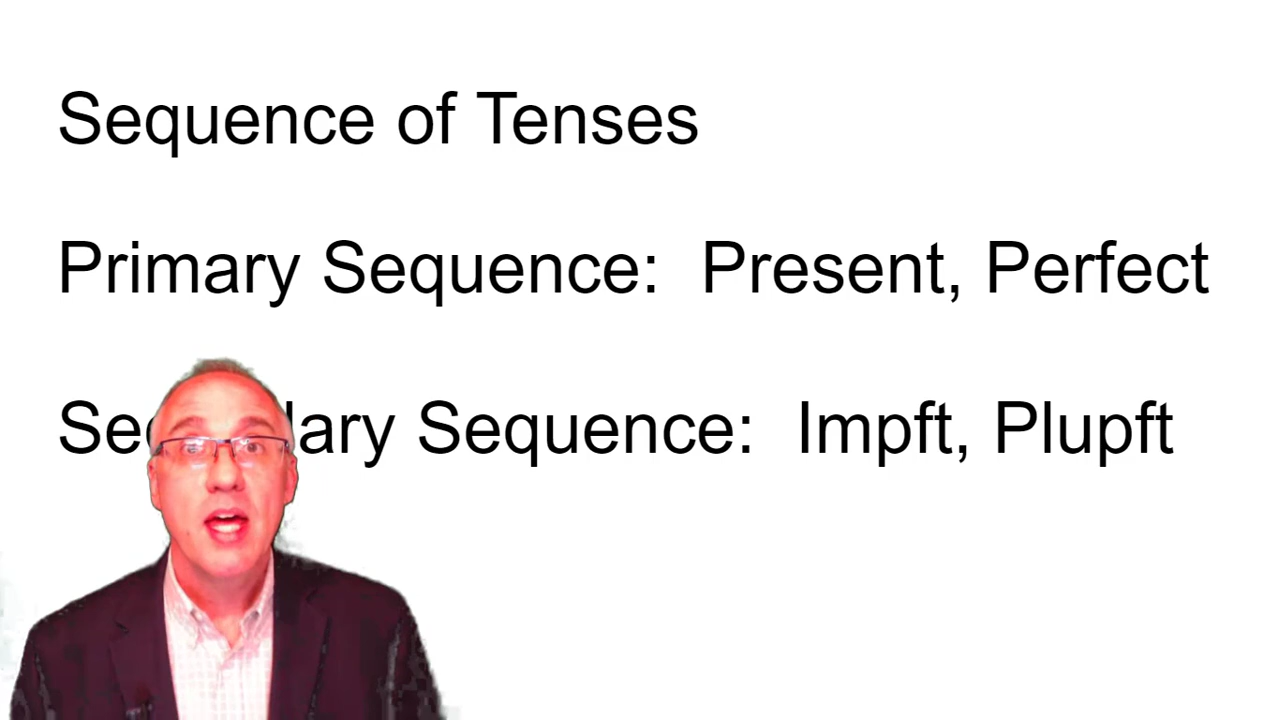 Sequence of Tenses
Primary Sequence: Present, Perfect
Sequence: Impft, Plupft